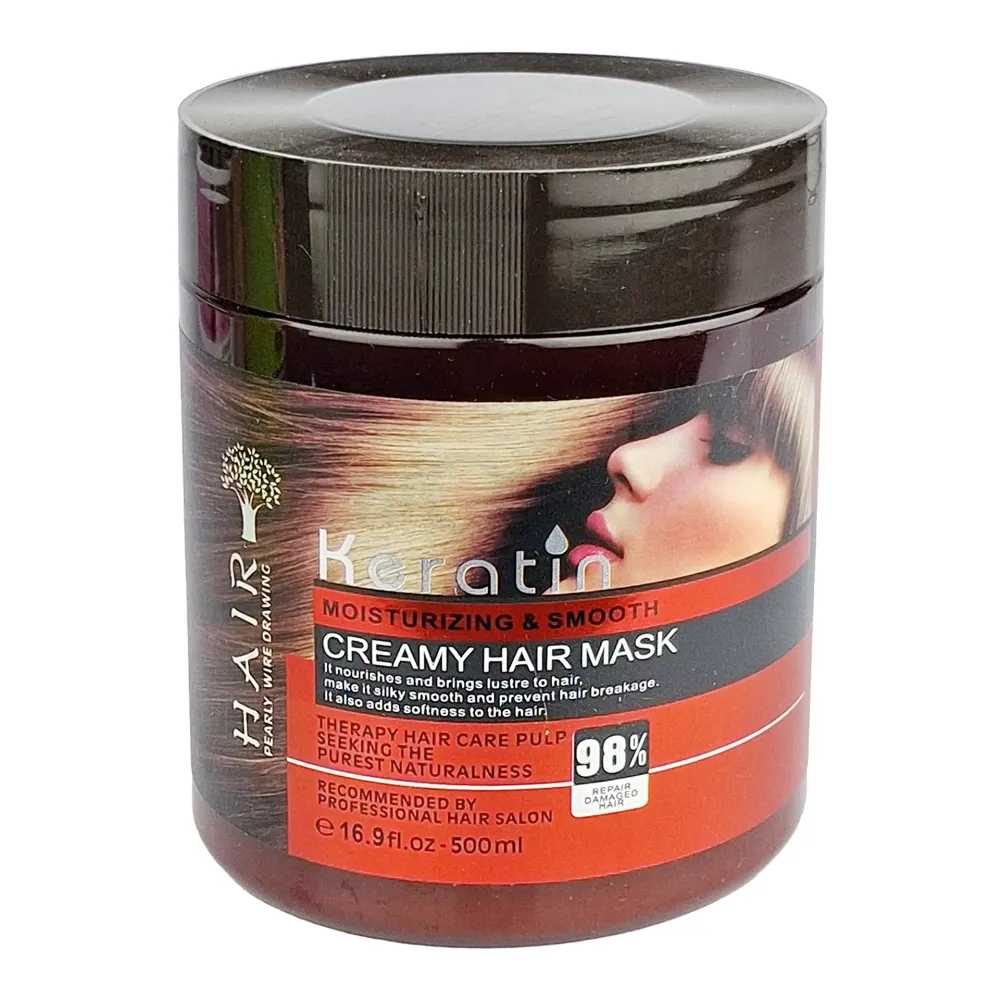 HAIR
PEARLY WIRE DRAWING
Keratin
MOISTURIZING & SMOOTH
CREAMY HAIR MASK
It nourishes and brings lustre to hair,
make it silky smooth and prevent hair breakage.
It also adds softness to the hair.
THERAPY HAIR CARE PULP
SEEKING THE
PUREST NATURALNESS
98%
REPAIR
DAMAGED
HAIR
RECOMMENDED BY
PROFESSIONAL HAIR SALON
℮ 16.9fl.oz - 500ml